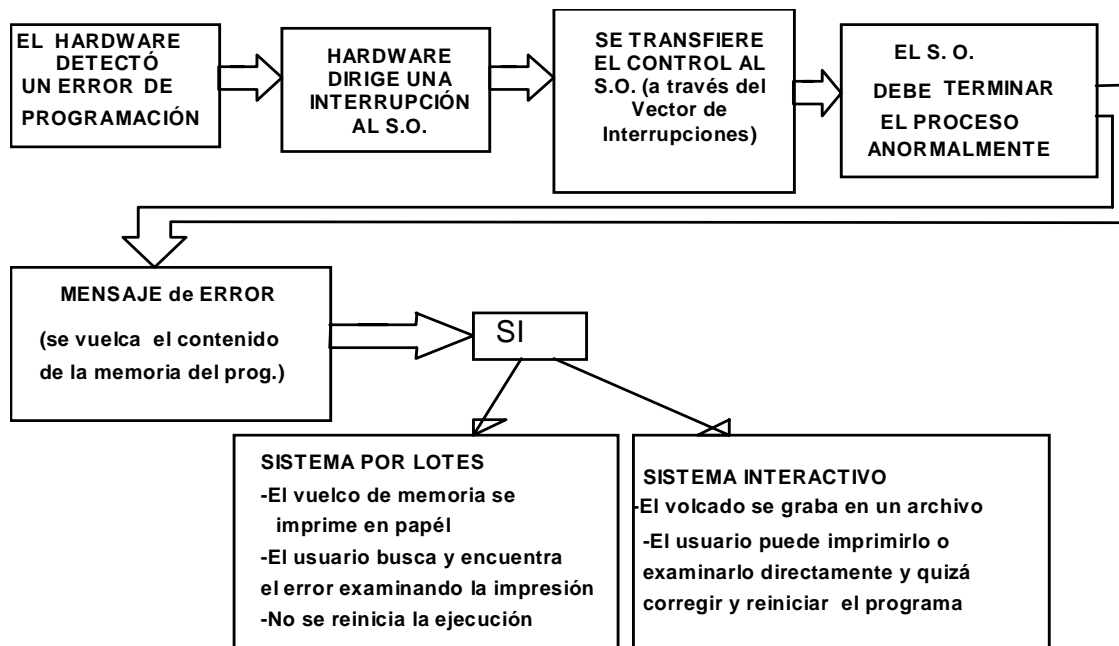 EL HARDWARE
DETECTÓ
UN ERROR DE
PROGRAMACIÓN
HARDWARE
DIRIGE UNA
INTERRUPCIÓN
AL S.O.
SE TRANSFIERE
EL CONTROL AL
S.O. (a través del
Vector de
Interrupciones)
EL S. O.
DEBE TERMINAR
EL PROCESO
ANORMALMENTE
MENSAJE de ERROR
(se vuelca el contenido
de la memoria del prog.)
SI
SISTEMA POR LOTES
-El vuelco de memoria se
imprime en papél
-El usuario busca y encuentra
el error examinando la impresión
-No se reinicia la ejecución
SISTEMA INTERACTIVO
-El volcado se graba en un archivo
-El usuario puede imprimirlo o
examinarlo directamente y quizá
corregir y reiniciar el programa